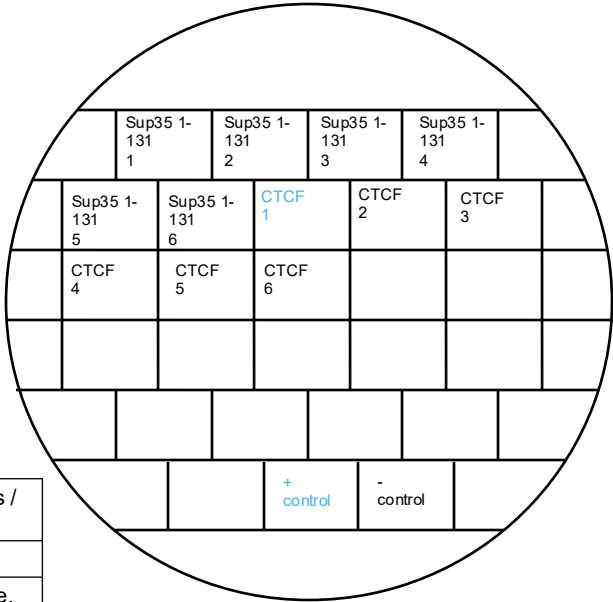 Sup35 1-
131
1
Sup35 1-
131
2
Sup35 1-
131
3
Sup35 1-
131
4
Sup35 1-
131
5
Sup35 1-
131
6
CTCF
1
CTCF
2
CTCF
3
CTCF
4
CTCF
5
CTCF
6
+
control
-
control
s /
e.